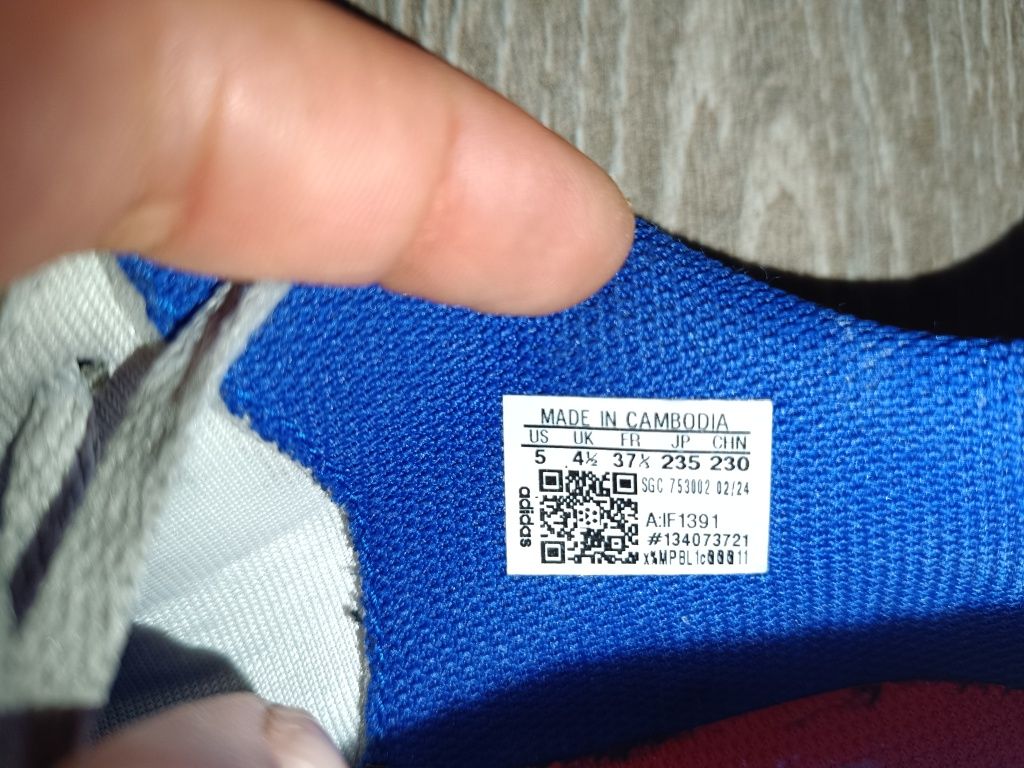 MADE IN CAMBODIA
US UK FR JP CHN
5 4½ 37⅓ 235 230
SGC 753002 02/24
adidas
A:IF1391
#134073721